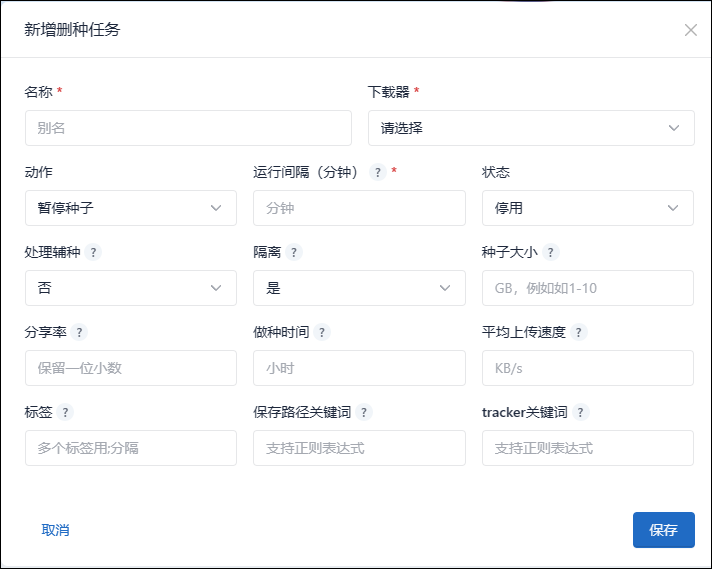 新增删种任务
名称 *
下载器 *
别名
请选择
动作
运行间隔（分钟） ? *
状态
暂停种子
分钟
停用
处理辅种 ?
隔离 ?
种子大小 ?
否
是
GB，例如如1-10
分享率 ?
做种时间 ?
平均上传速度 ?
保留一位小数
小时
KB/s
标签 ?
保存路径关键词 ?
tracker关键词 ?
多个标签用;分隔
支持正则表达式
支持正则表达式
取消
保存